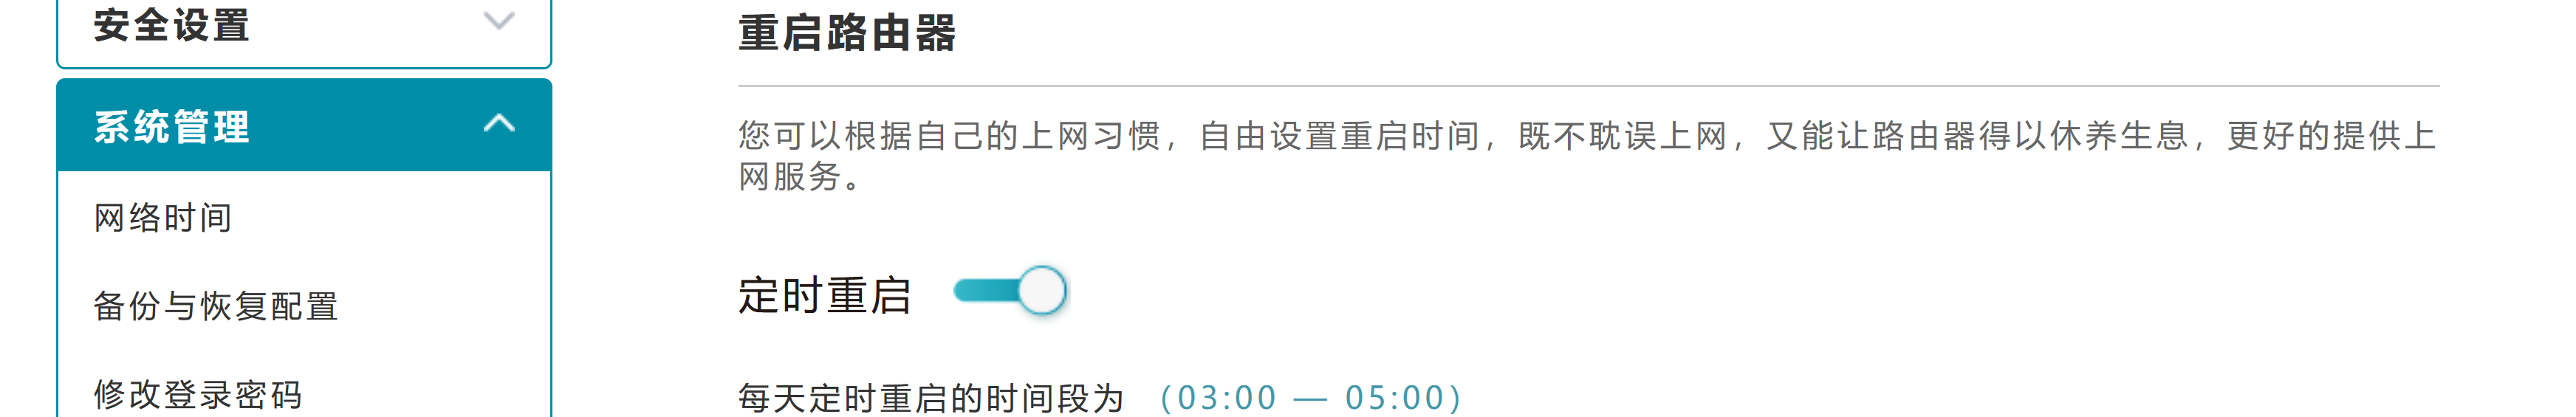 安全设置
系统管理
网络时间
备份与恢复配置
修改登录密码
重启路由器
您可以根据自己的上网习惯，自由设置重启时间，既不耽误上网，又能让路由器得以休养生息，更好的提供上
网服务。
定时重启
每天定时重启的时间段为 （03:00 — 05:00）